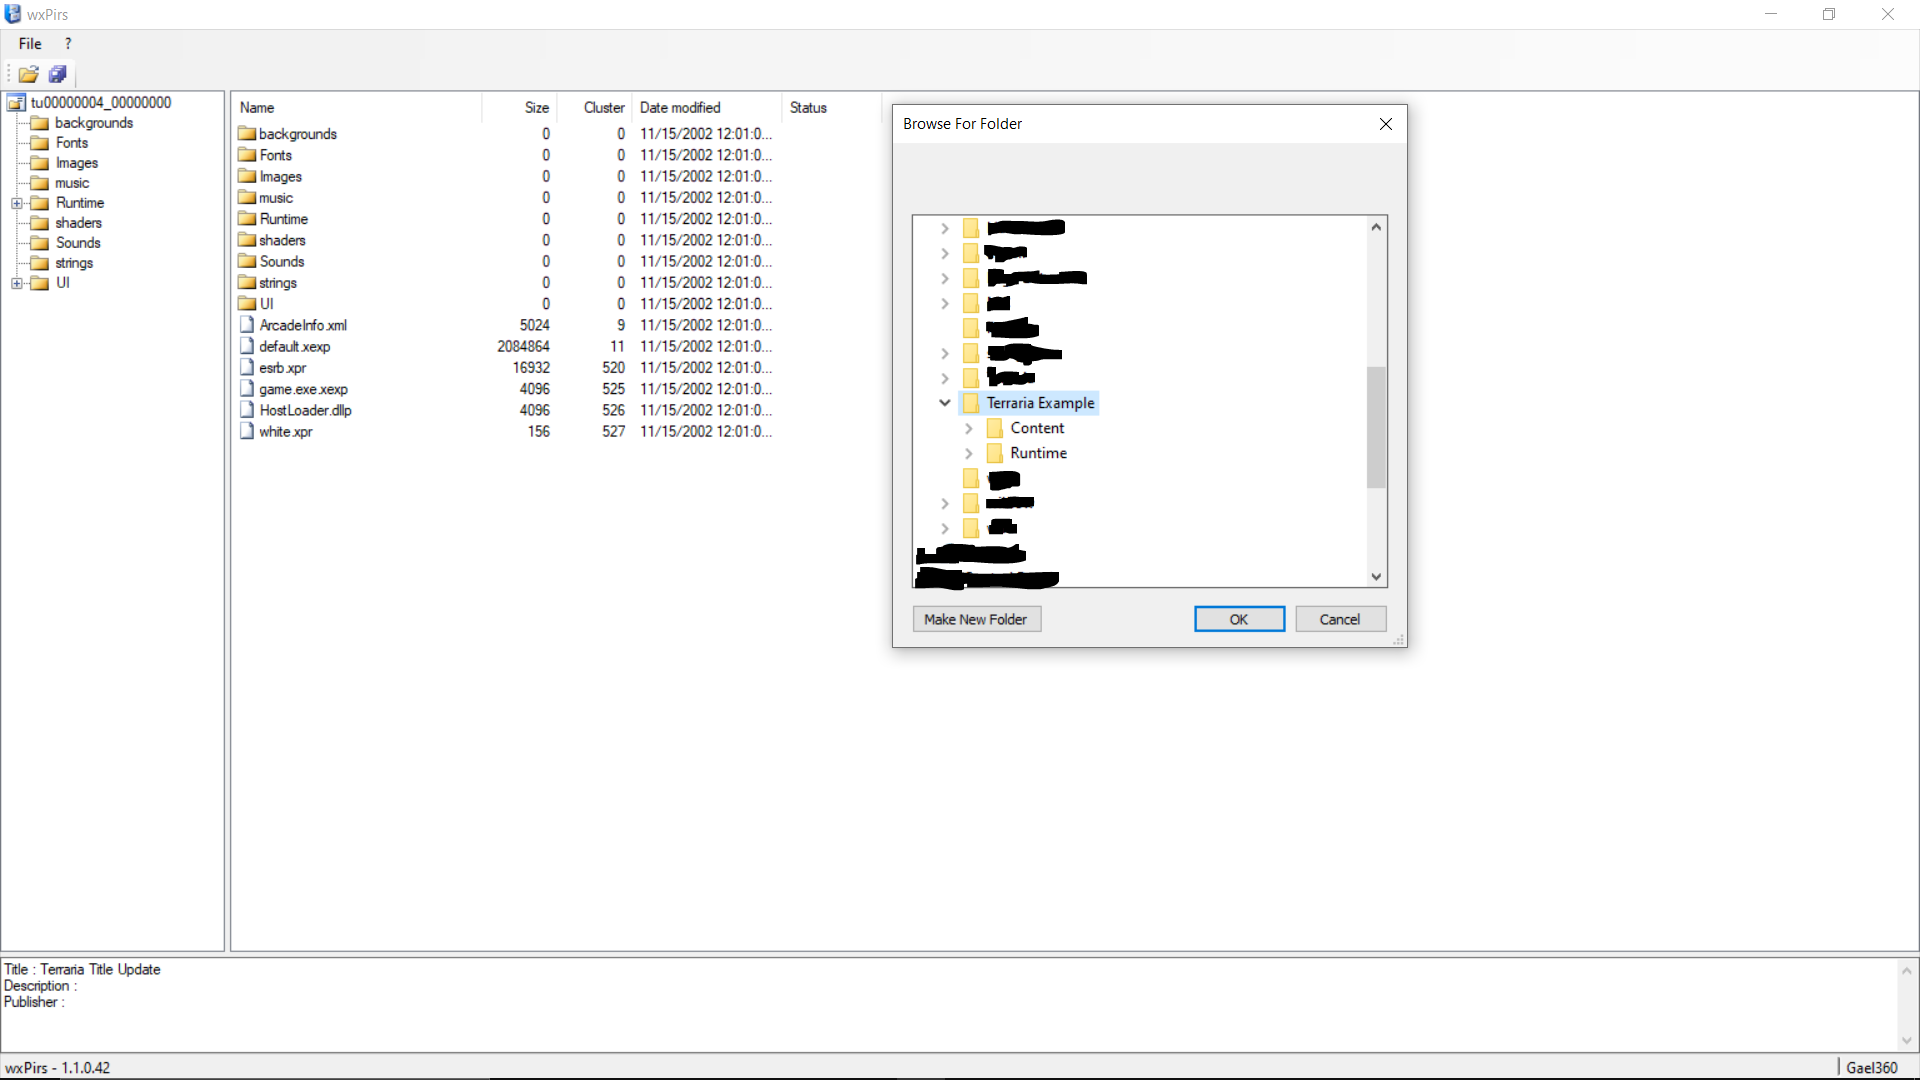 wxPirs
File ?
tu00000004_00000000
backgrounds
Fonts
Images
music
Runtime
shaders
Sounds
strings
UI
Name Size Cluster Date modified Status
backgrounds 0 0 11/15/2002 12:01:0...
Fonts 0 0 11/15/2002 12:01:0...
Images 0 0 11/15/2002 12:01:0...
music 0 0 11/15/2002 12:01:0...
Runtime 0 0 11/15/2002 12:01:0...
shaders 0 0 11/15/2002 12:01:0...
Sounds 0 0 11/15/2002 12:01:0...
strings 0 0 11/15/2002 12:01:0...
UI 0 0 11/15/2002 12:01:0...
ArcadeInfo.xml 5024 9 11/15/2002 12:01:0...
default.xexp 2084864 11 11/15/2002 12:01:0...
esrb.xpr 16932 520 11/15/2002 12:01:0...
game.exe.xexp 4096 525 11/15/2002 12:01:0...
HostLoader.dllp 4096 526 11/15/2002 12:01:0...
white.xpr 156 527 11/15/2002 12:01:0...
Browse For Folder
Terraria Example
Content
Runtime
Make New Folder OK Cancel
Title : Terraria Title Update
Description :
Publisher :
wxPirs - 1.1.0.42 Gael360